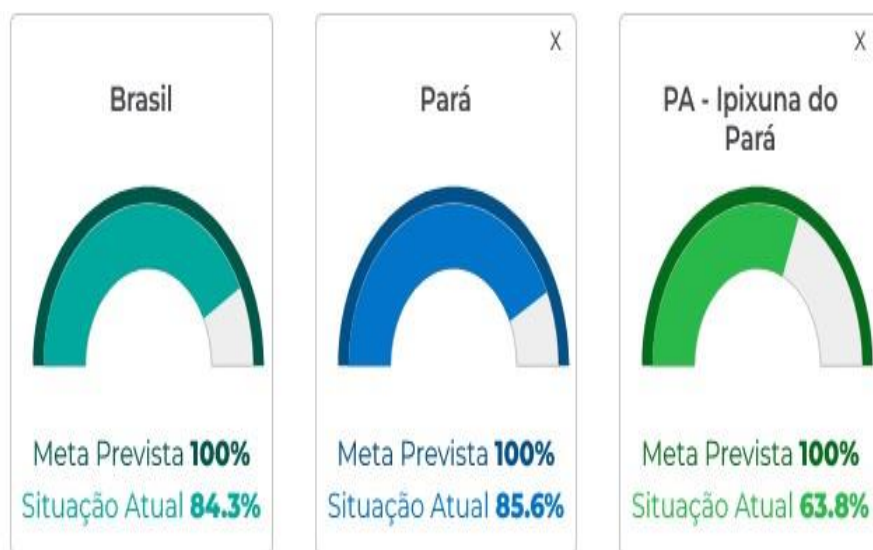 Brasil
Meta Prevista 100%
Situação Atual 84.3%
X
Pará
Meta Prevista 100%
Situação Atual 85.6%
X
PA - Ipixuna do
Pará
Meta Prevista 100%
Situação Atual 63.8%